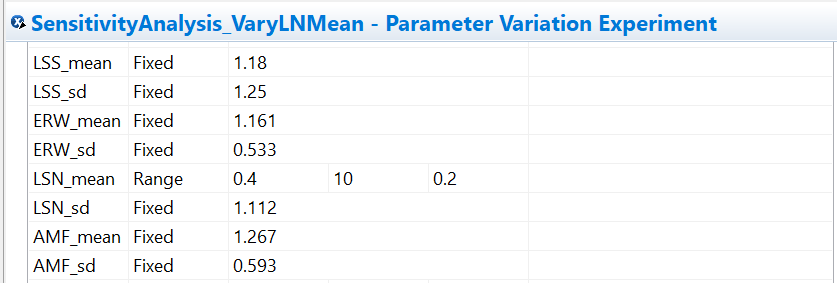 SensitivityAnalysis_VaryLNMean - Parameter Variation Experiment
LSS_mean Fixed 1.18
LSS_sd Fixed 1.25
ERW_mean Fixed 1.161
ERW_sd Fixed 0.533
LSN_mean Range 0.4 10 0.2
LSN_sd Fixed 1.112
AMF_mean Fixed 1.267
AMF_sd Fixed 0.593